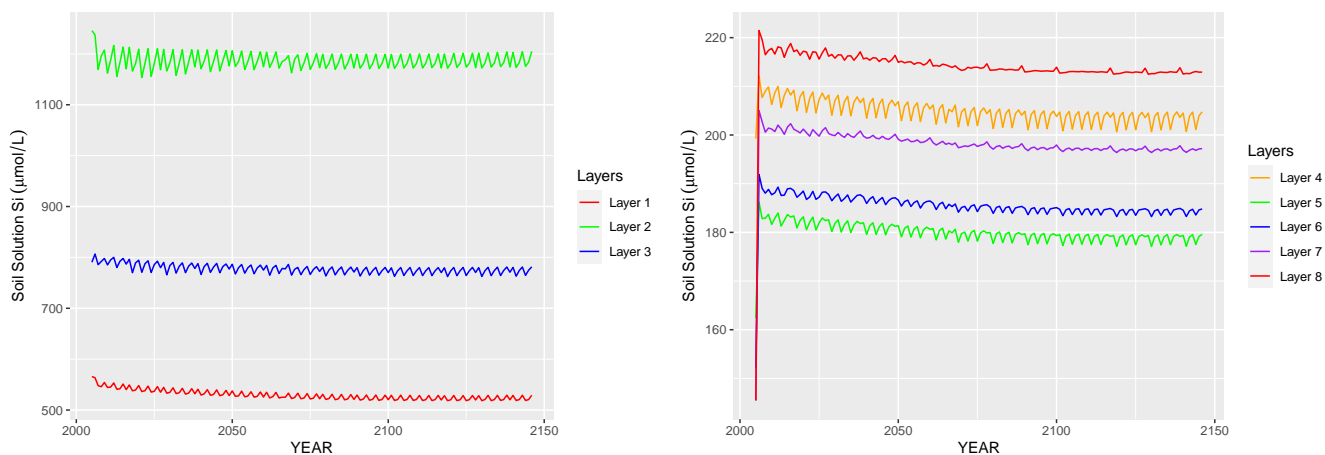 Soil Solution Si (μmol/L)
1100
900
700
500
2000
2050
2100
2150
YEAR
Layers
Layer 1
Layer 2
Layer 3
Soil Solution Si (μmol/L)
220
200
180
160
2000
2050
2100
2150
YEAR
Layers
Layer 4
Layer 5
Layer 6
Layer 7
Layer 8